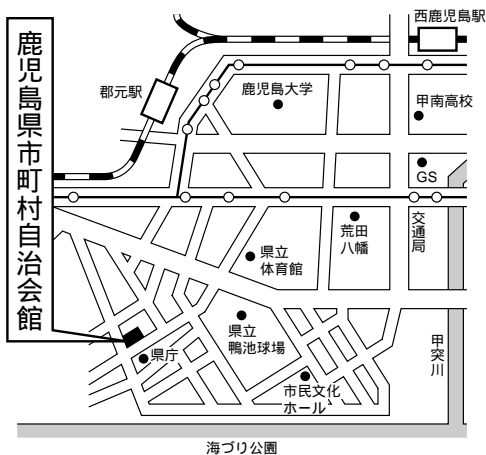 西鹿児島駅
鹿児島県市町村自治会館
郡元駅
鹿児島大学
甲南高校
GS
荒田
八幡
交通局
県立
体育館
県立
鴨池球場
甲突川
県庁
市民文化
ホール
海づり公園